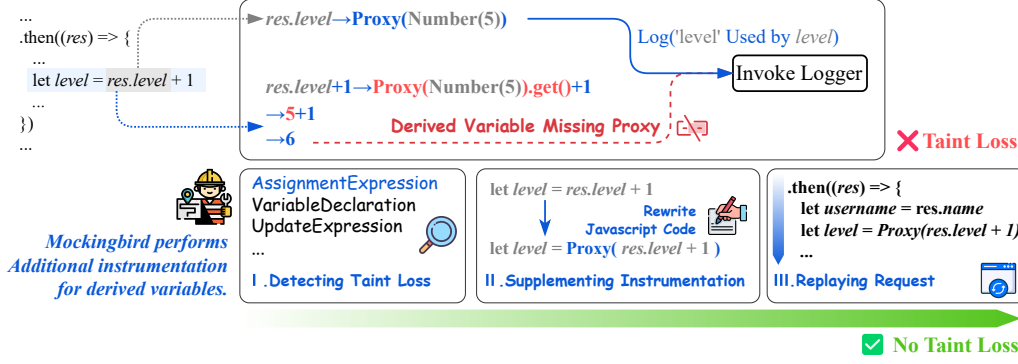 ...
.then((res) => {
...
let level = res.level + 1
...
})
...
res.level→Proxy(Number(5))
Log('level' Used by level)
Invoke Logger
res.level+1→Proxy(Number(5)).get()+1
→5+1
→6
Derived Variable Missing Proxy
Taint Loss
Mockingbird performs
Additional instrumentation
for derived variables.
AssignmentExpression
VariableDeclaration
UpdateExpression
...
I .Detecting Taint Loss
let level = res.level + 1
Rewrite
Javascript Code
let level = Proxy( res.level + 1 )
II.Supplementing Instrumentation
.then((res) => {
let username = res.name
let level = Proxy(res.level + 1)
...
III.Replaying Request
No Taint Loss